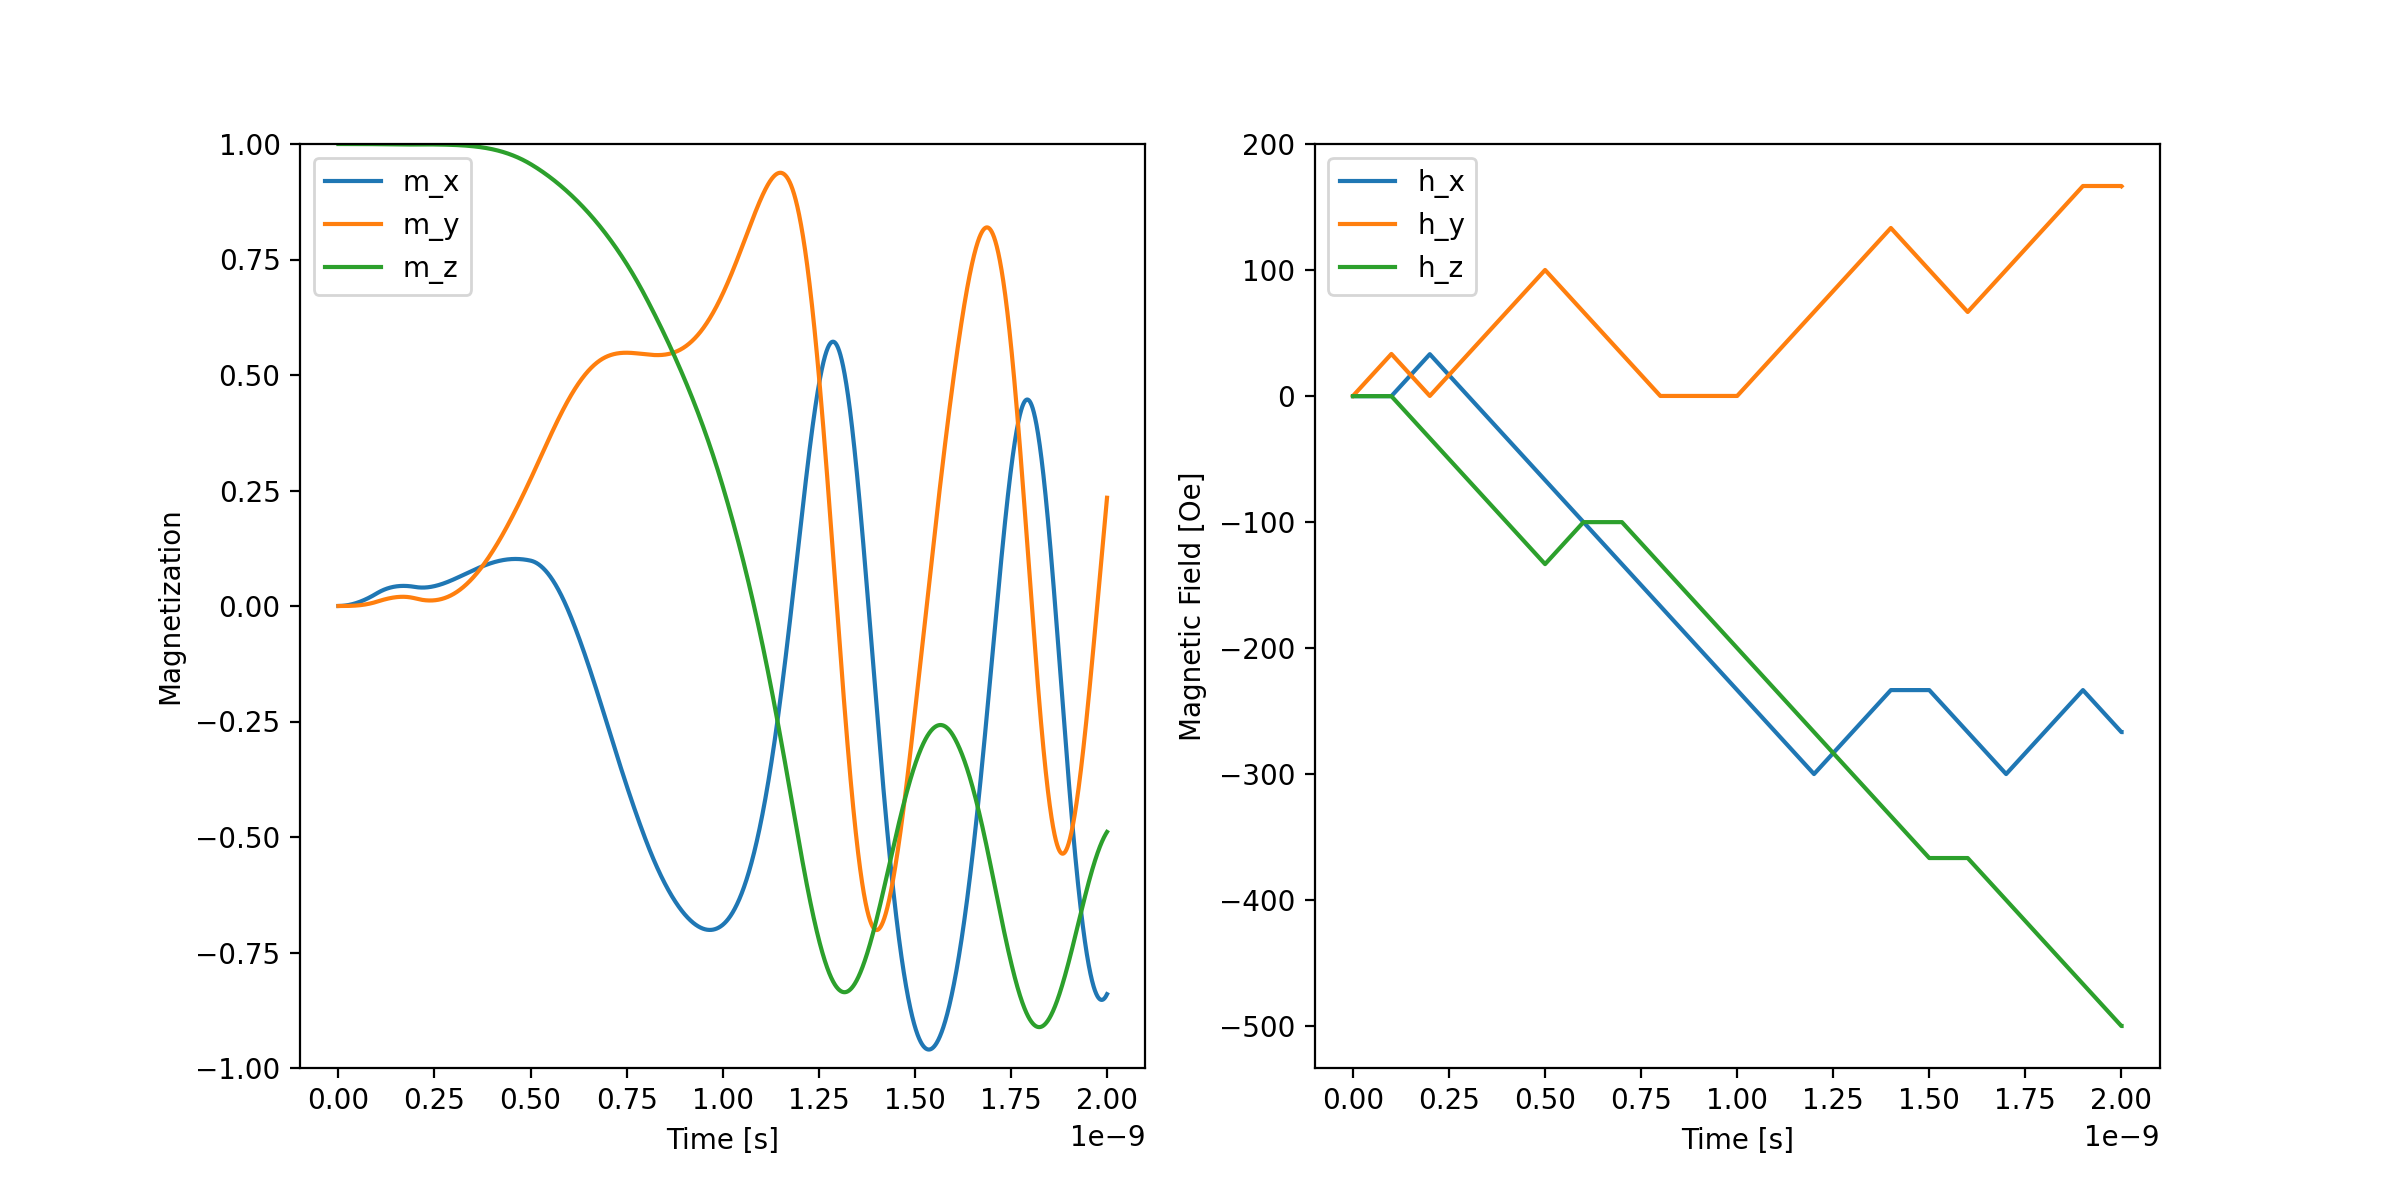 1.00
0.75
0.50
0.25
0.00
−0.25
−0.50
−0.75
−1.00
Magnetization
m_x
m_y
m_z
0.00 0.25 0.50 0.75 1.00 1.25 1.50 1.75 2.00
Time [s]
1e−9
200
100
0
−100
−200
−300
−400
−500
Magnetic Field [Oe]
h_x
h_y
h_z
0.00 0.25 0.50 0.75 1.00 1.25 1.50 1.75 2.00
Time [s]
1e−9